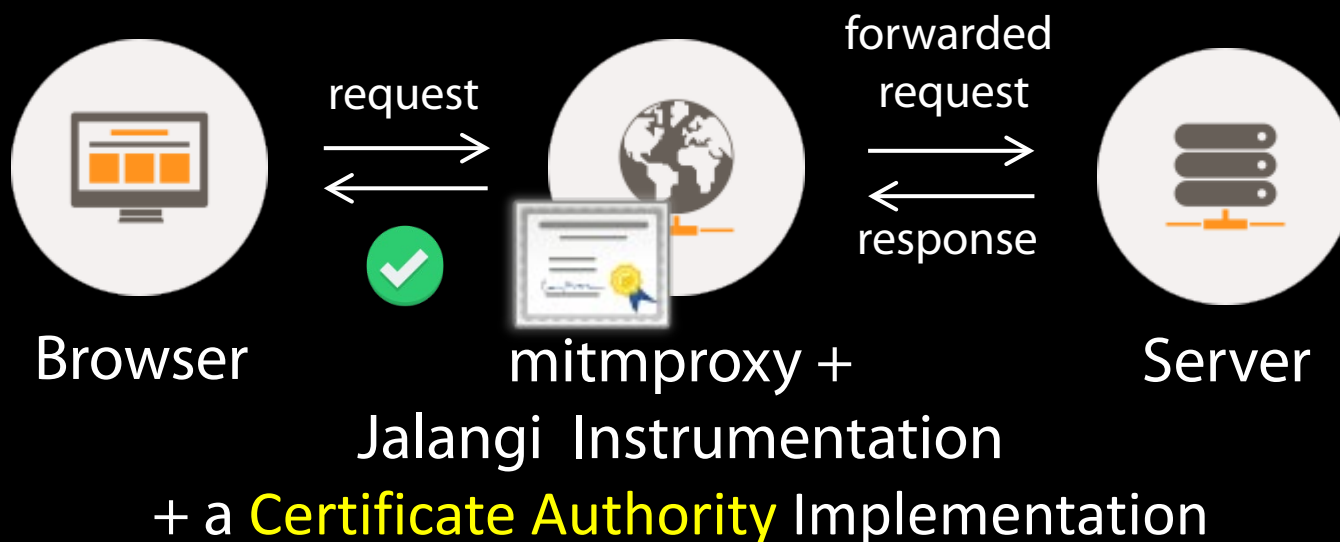 request
forwarded
request
response
Browser
mitmproxy +
Server
Jalangi Instrumentation
+ a Certificate Authority Implementation